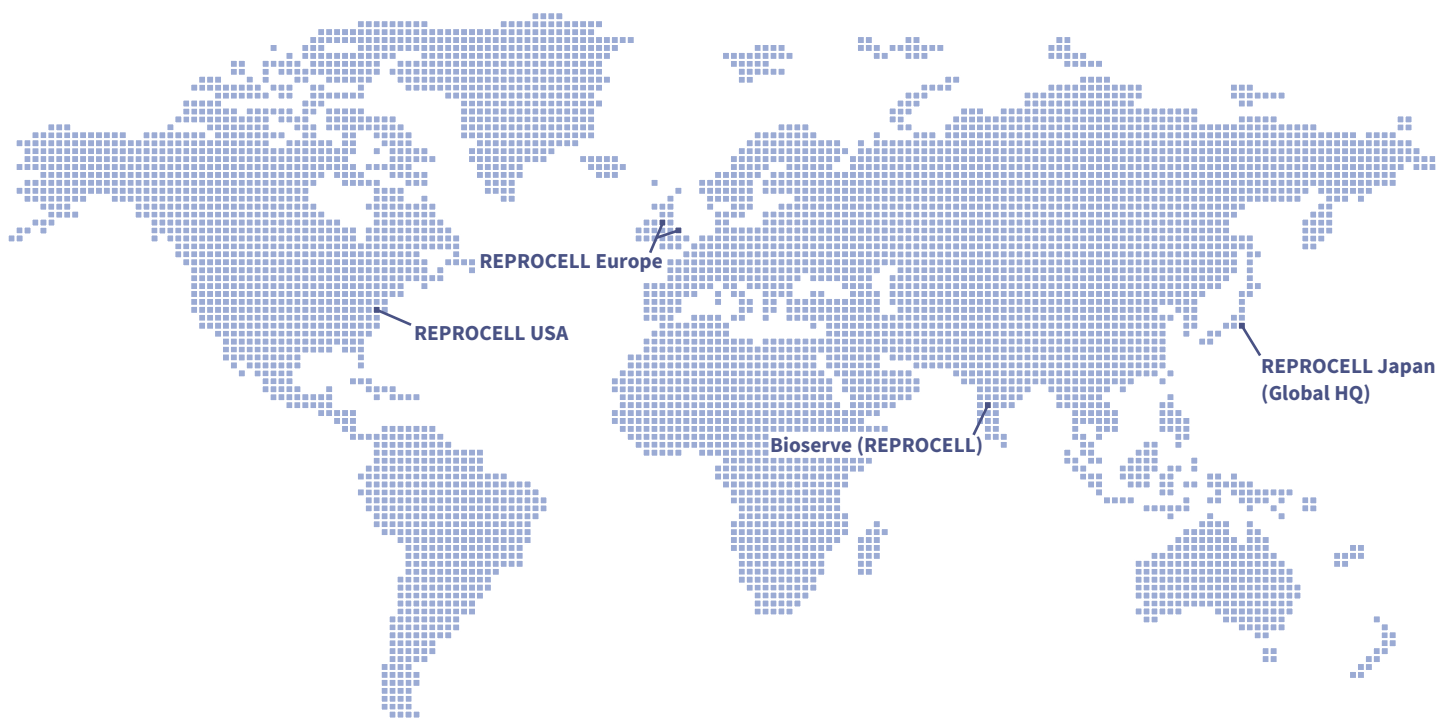 REPROCELL Europe
REPROCELL USA
REPROCELL Japan
(Global HQ)
Bioserve (REPROCELL)